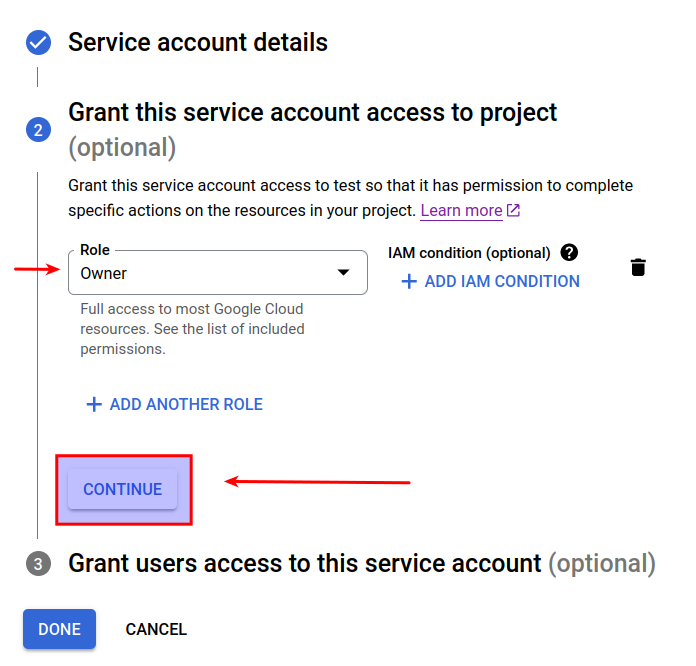 Service account details
2
Grant this service account access to project
(optional)
Grant this service account access to test so that it has permission to complete
specific actions on the resources in your project. Learn more
Role
Owner
IAM condition (optional) ?
+ ADD IAM CONDITION
Full access to most Google Cloud
resources. See the list of included
permissions.
+ ADD ANOTHER ROLE
CONTINUE
3
Grant users access to this service account (optional)
DONE
CANCEL